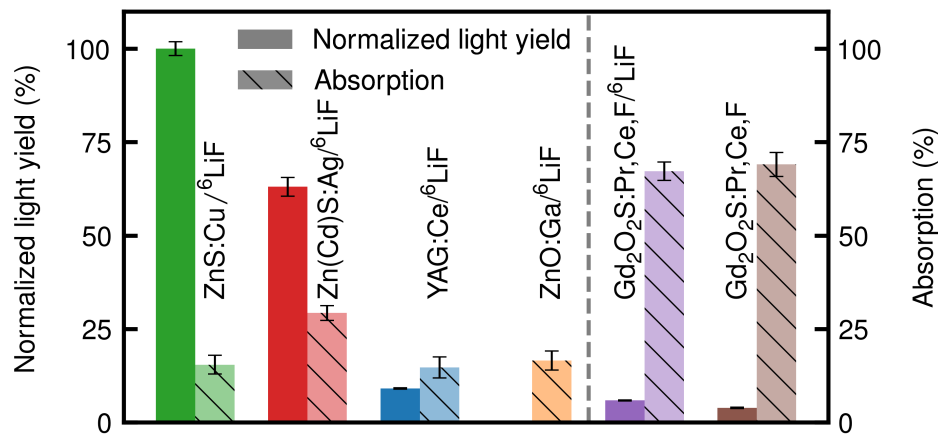 Normalized light yield (%)
100
75
50
25
0
Normalized light yield
Absorption
ZnS:Cu/⁶LiF
Zn(Cd)S:Ag/⁶LiF
YAG:Ce/⁶LiF
ZnO:Ga/⁶LiF
Gd₂O₂S:Pr,Ce,F/⁶LiF
Gd₂O₂S:Pr,Ce,F
100
75
50
25
0
Absorption (%)